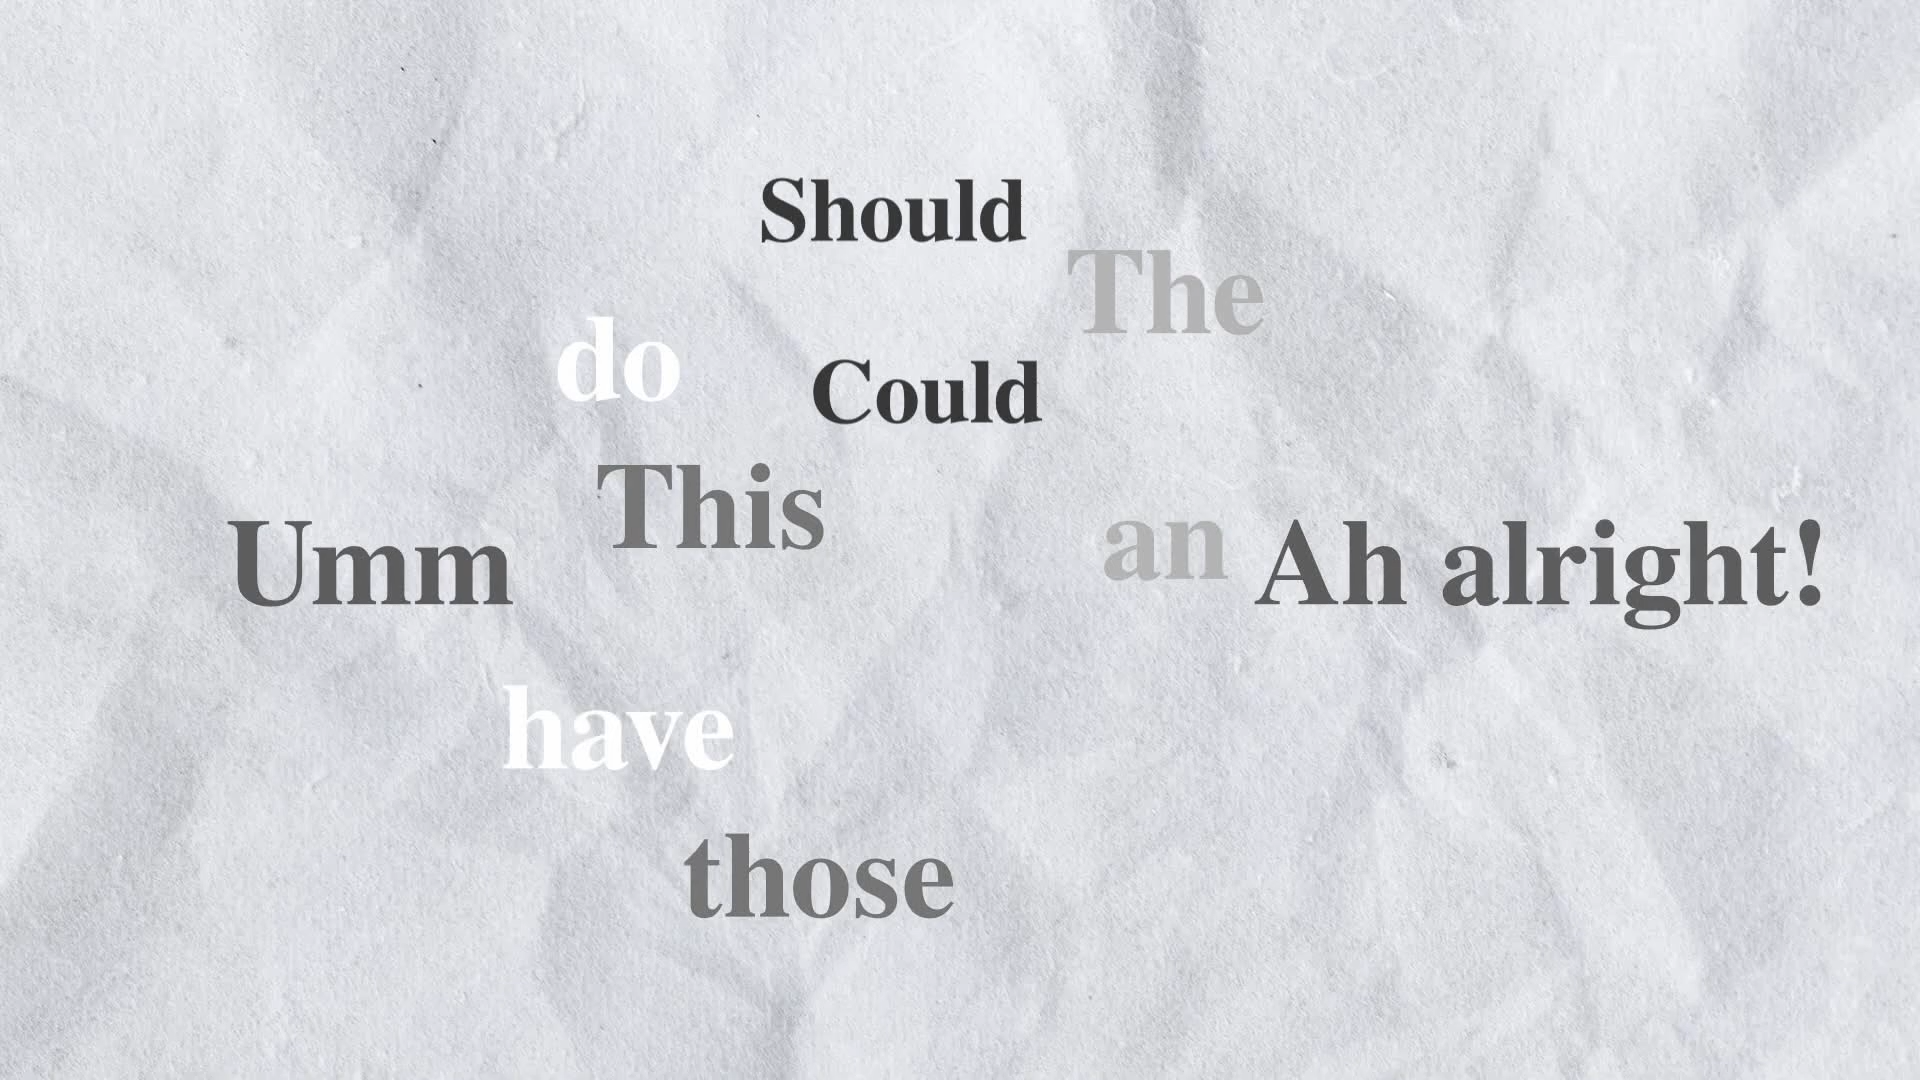 Should
The
do
Could
This
Umm
an
Ah alright!
have
those